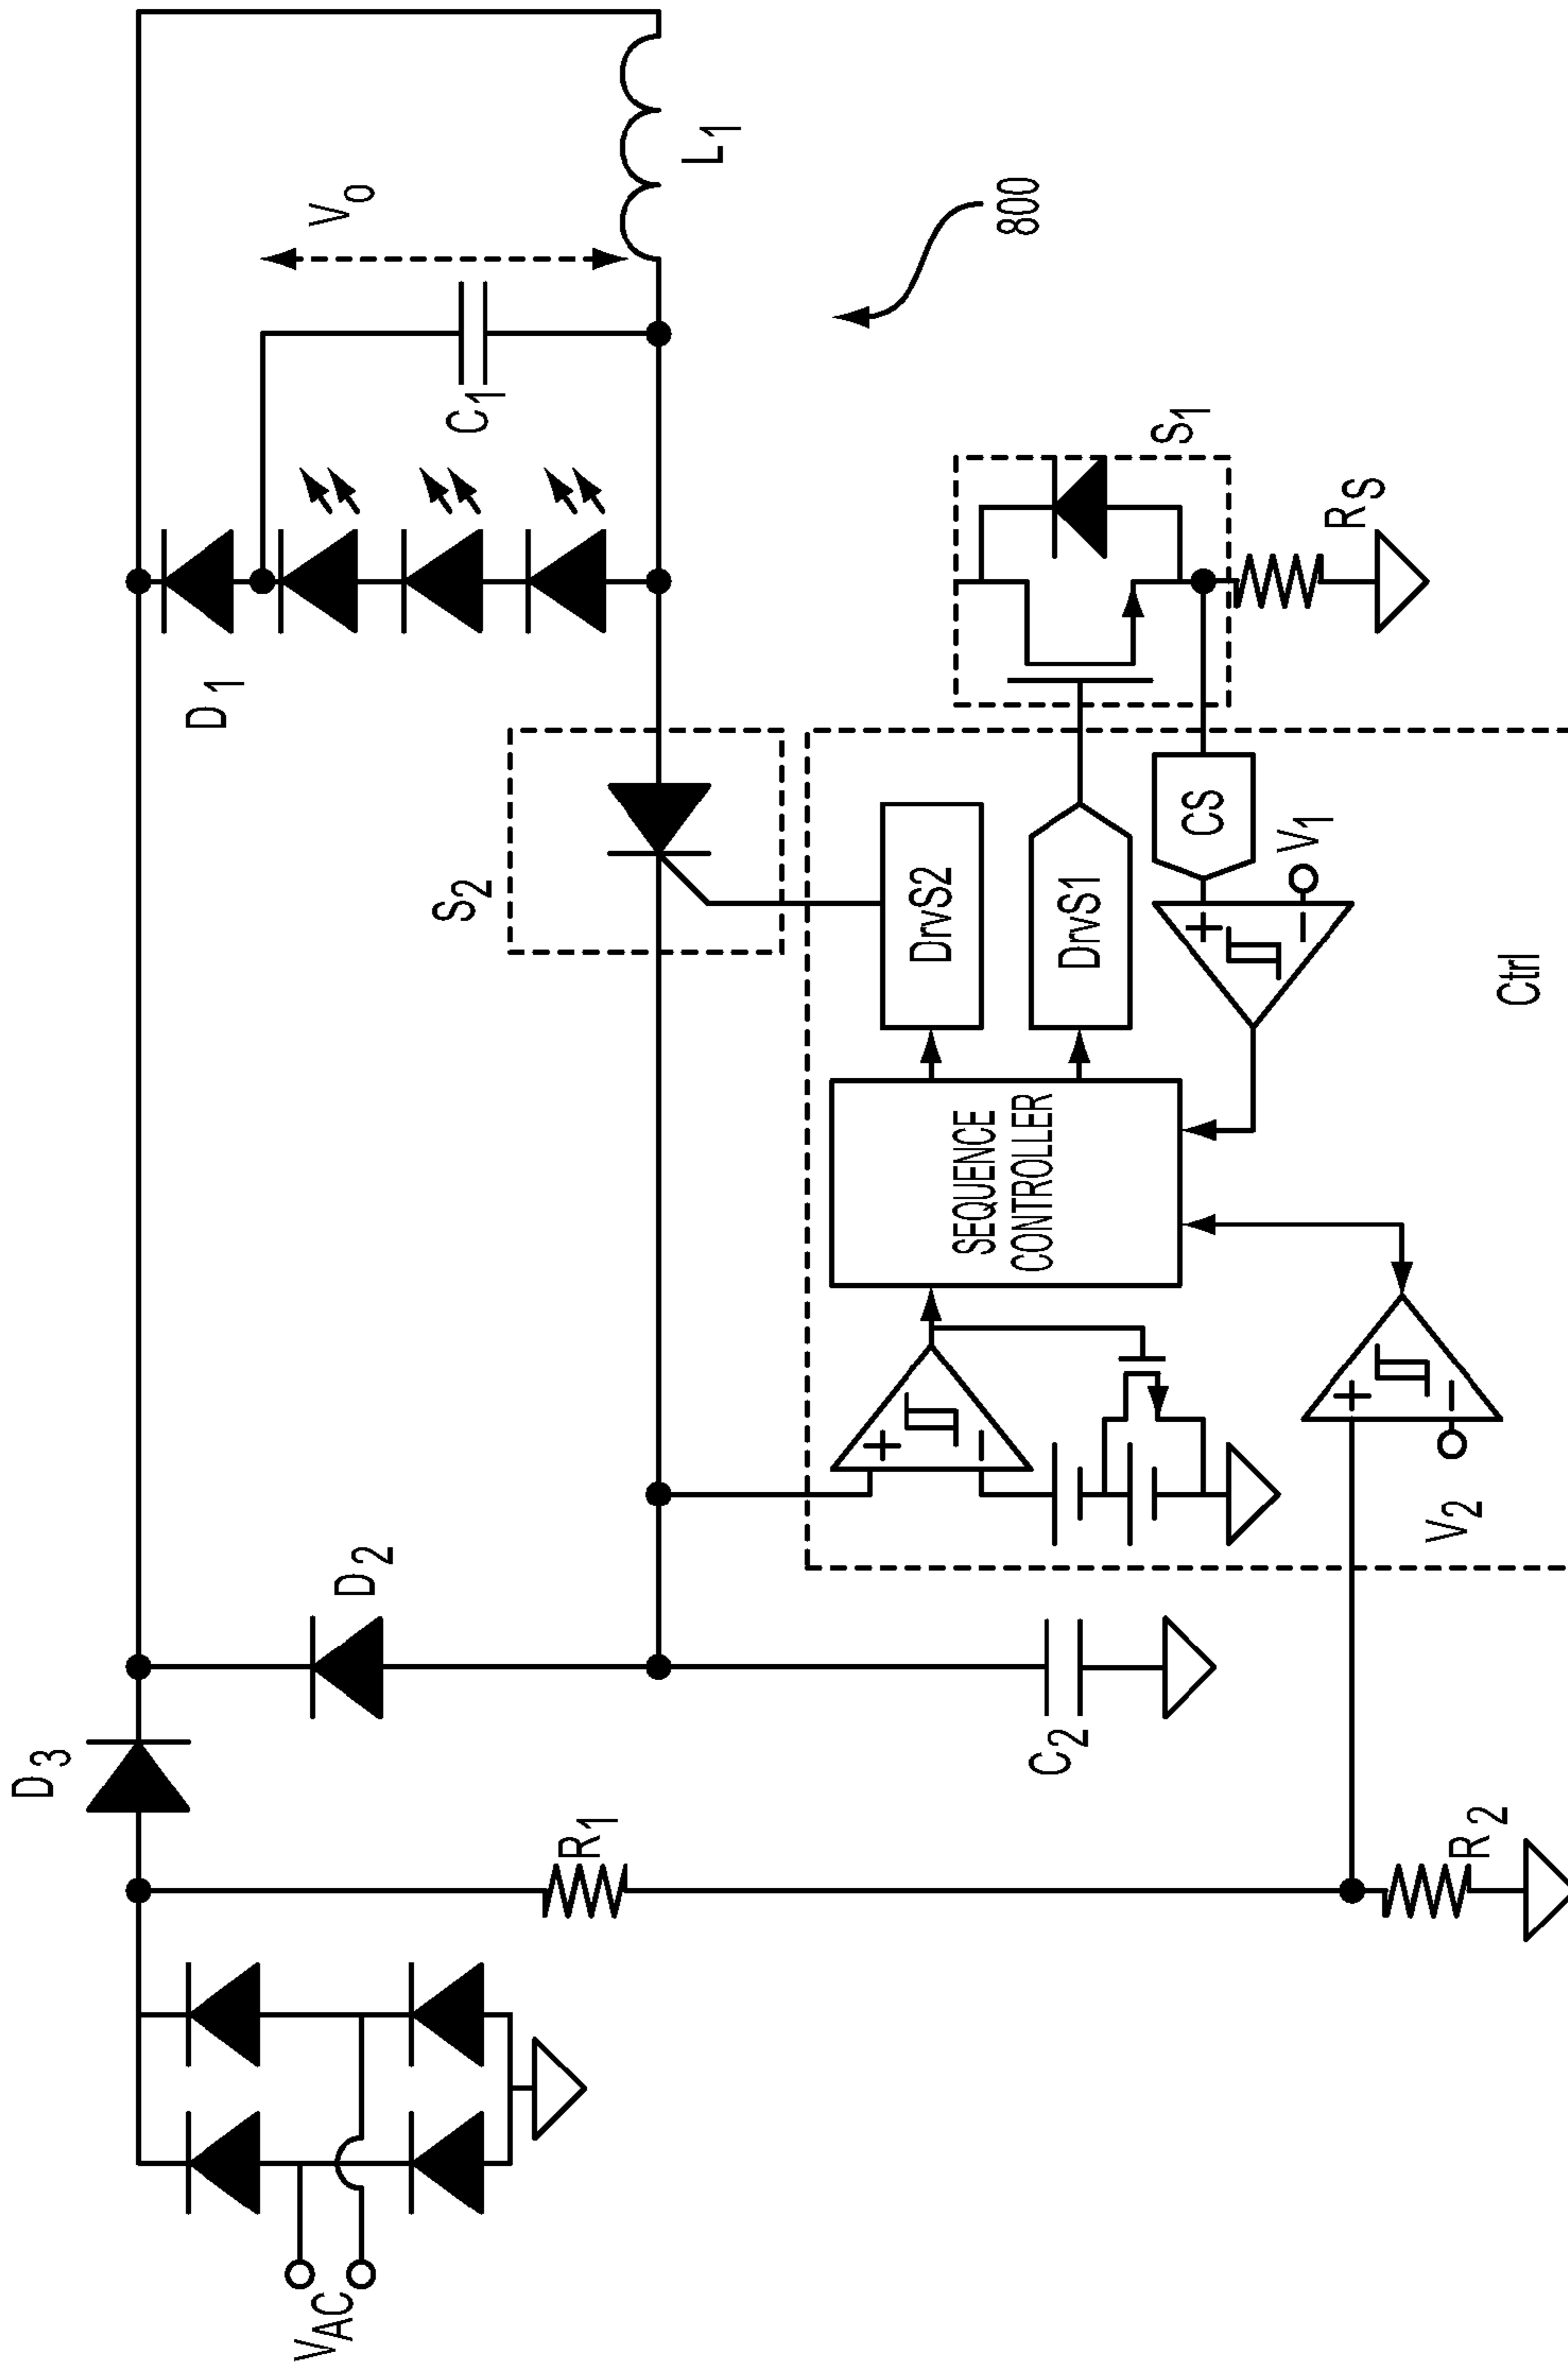 VAC
D3
R1
R2
D2
C2
V2
S2
SEQUENCE
CONTROLLER
DrvS2
DrvS1
CS
V1
Ctrl
D1
C1
Vo
L1
S1
RS
800
+
−
+
−
+
−